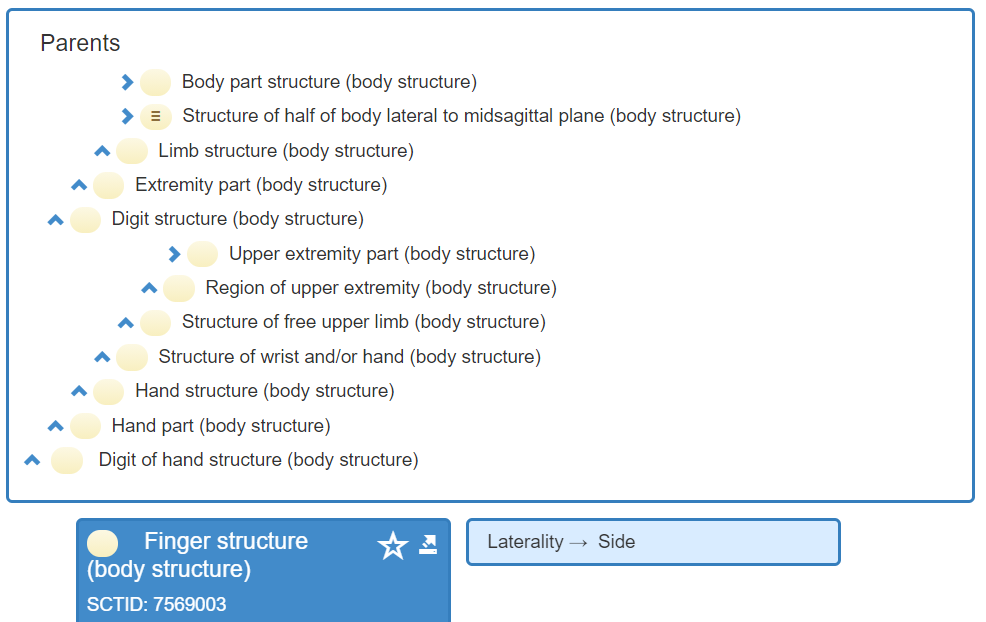 Parents
Body part structure (body structure)
Structure of half of body lateral to midsagittal plane (body structure)
Limb structure (body structure)
Extremity part (body structure)
Digit structure (body structure)
Upper extremity part (body structure)
Region of upper extremity (body structure)
Structure of free upper limb (body structure)
Structure of wrist and/or hand (body structure)
Hand structure (body structure)
Hand part (body structure)
Digit of hand structure (body structure)
Finger structure
(body structure)
SCTID: 7569003
Laterality → Side